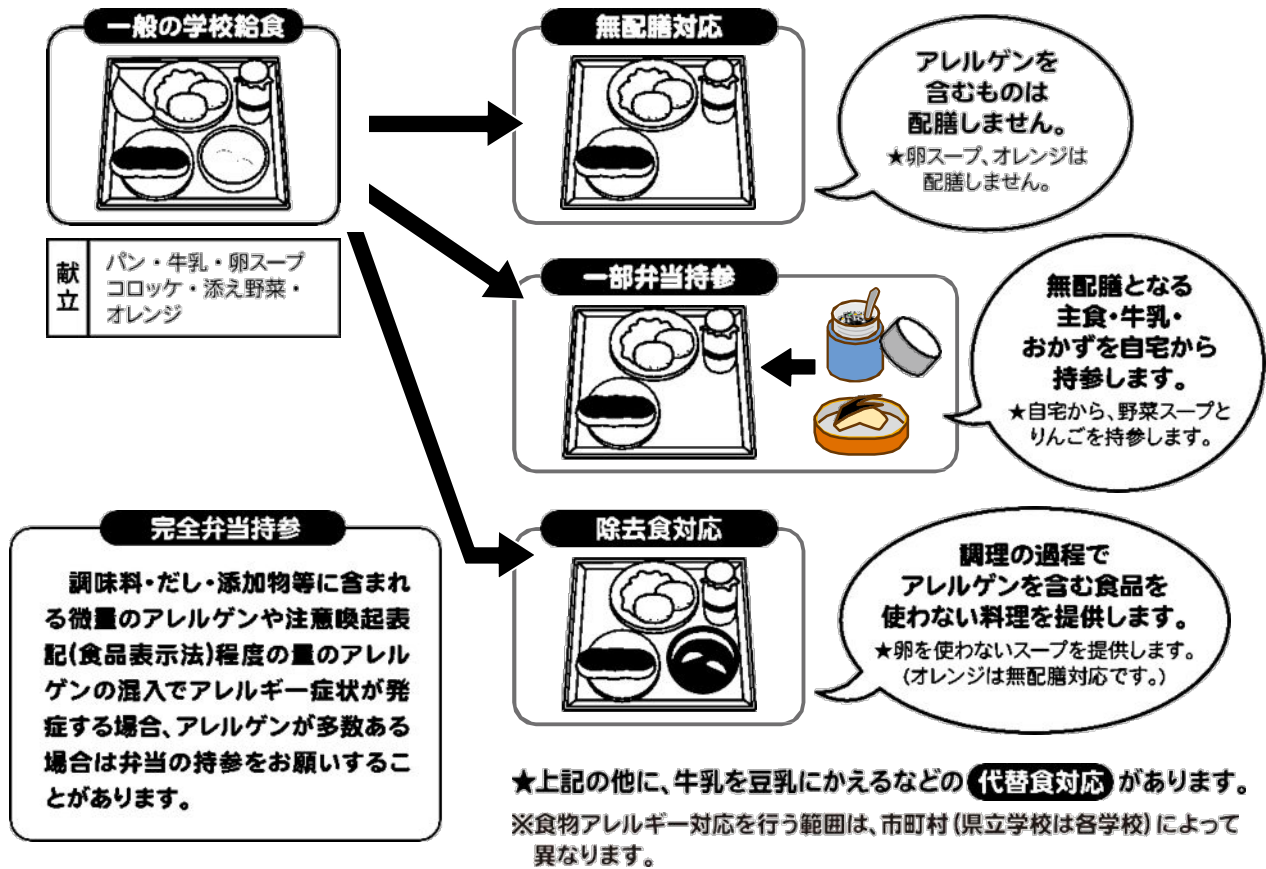 一般の学校給食
献立
パン・牛乳・卵スープ
コロッケ・添え野菜・
オレンジ
無配膳対応
アレルゲンを
含むものは
配膳しません。
★卵スープ、オレンジは
配膳しません。
一部弁当持参
無配膳となる
主食・牛乳・
おかずを自宅から
持参します。
★自宅から、野菜スープと
りんごを持参します。
除去食対応
調理の過程で
アレルゲンを含む食品を
使わない料理を提供します。
★卵を使わないスープを提供します。
(オレンジは無配膳対応です。)
完全弁当持参
調味料・だし・添加物等に含まれ
る微量のアレルゲンや注意喚起表
記(食品表示法)程度の量のアレル
ゲンの混入でアレルギー症状が発
症する場合、アレルゲンが多数ある
場合は弁当の持参をお願いするこ
とがあります。
★上記の他に、牛乳を豆乳にかえるなどの 代替食対応 があります。
※食物アレルギー対応を行う範囲は、市町村(県立学校は各学校)によって
異なります。